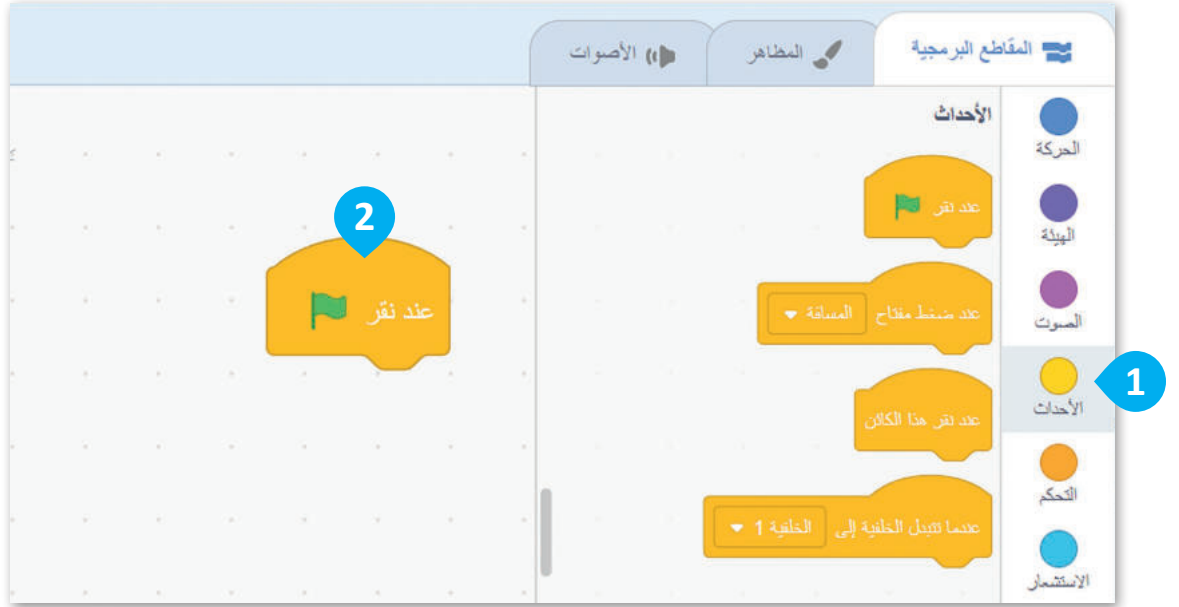 المقاطع البرمجية
المظاهر
الأصوات
الأحداث
الحركة
الهيئة
الصوت
الأحداث
التحكم
الاستشعار
عند نقر
عند ضغط مفتاح المسافة
عند نقر هذا الكائن
عندما تتبدل الخلفية إلى الخلفية 1
عند نقر
1
2